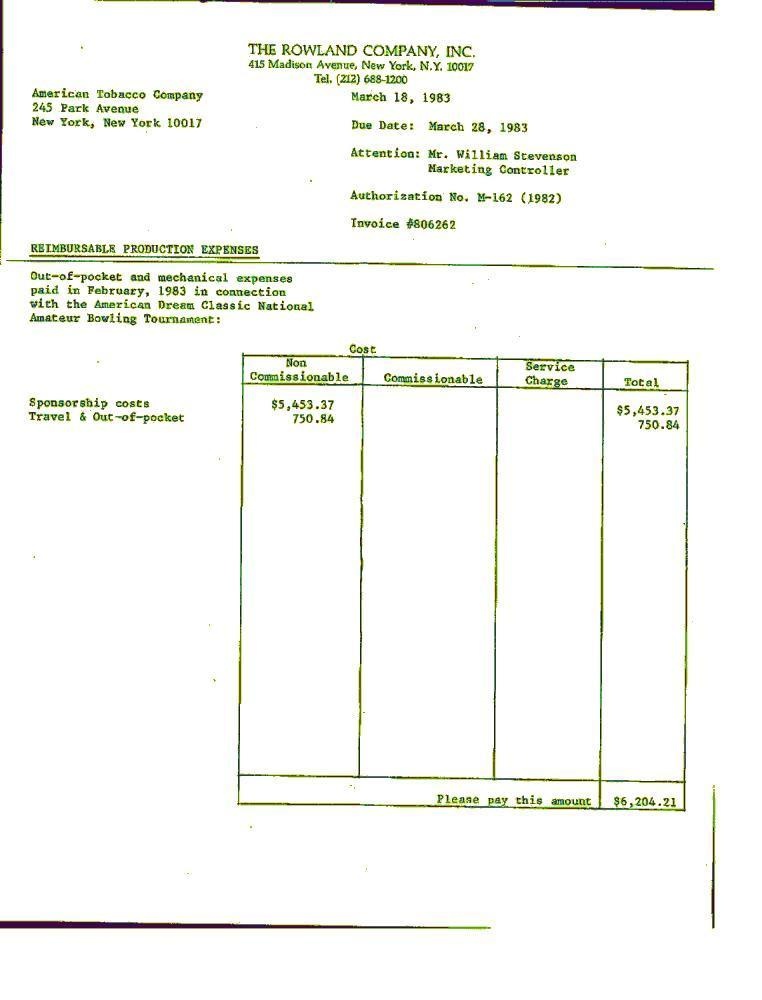 THE ROWLAND COMPANY, INC.
415 Madison Avenue, New York, N.Y. 10017
Tel. (212) 688-1200
American Tobacco Company
245 Park Avenue
New York, New York 10017
March 18, 1983
Due Date: March 28, 1983
Attention: Mr. William Stevenson
Marketing Controller
Authorization No. M-162 (1982)
Invoice #806262
REIMBURSABLE PRODUCTION EXPENSES
Out-of-pocket and mechanical expenses
paid in February, 1983 in connection
with the American Dream Classic National
Amateur Bowling Tournament:
Cost
Non Commissionable Commissionable Service Charge Total
Sponsorship costs $5,453.37 $5,453.37
Travel & Out-of-pocket 750.84 750.84
Please pay this amount $6,204.21